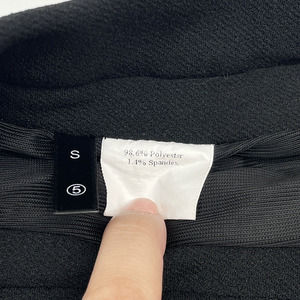 S
⑤
98.6% Polyester
1.4% Spandex